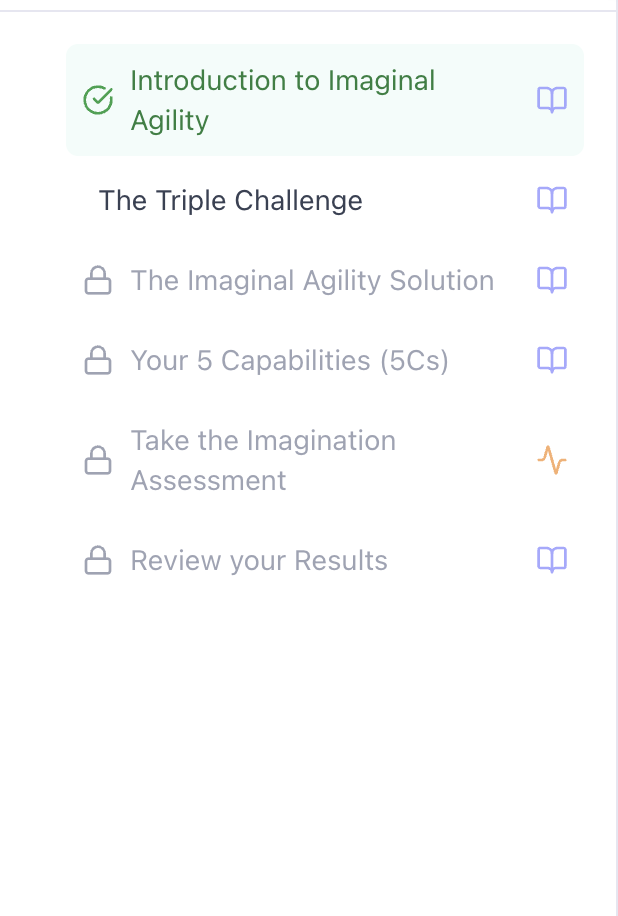 Introduction to Imaginal
Agility
The Triple Challenge
The Imaginal Agility Solution
Your 5 Capabilities (5Cs)
Take the Imagination
Assessment
Review your Results